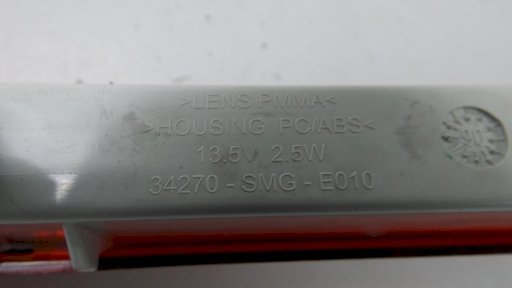 >LENS PMMA<
>HOUSING PC/ABS<
13.5V 2.5W
34270 - SMG - E010